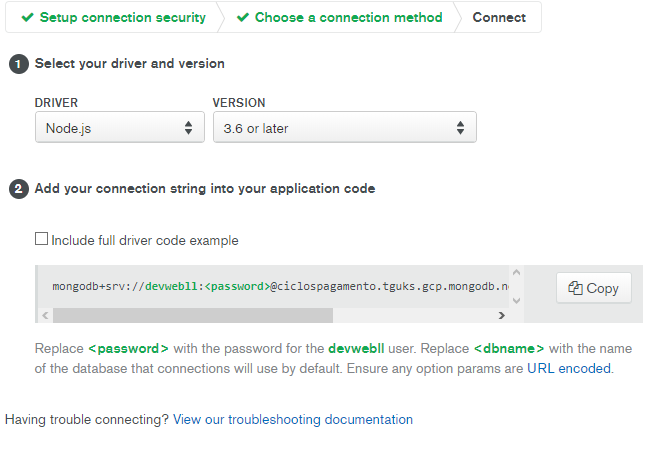 Setup connection security Choose a connection method Connect
1 Select your driver and version
DRIVER VERSION
Node.js 3.6 or later
2 Add your connection string into your application code
Include full driver code example
mongodb+srv://devwebll:<password>@ciclospagamento.tguks.gcp.mongodb.n
Copy
Replace <password> with the password for the devwebll user. Replace <dbname> with the name
of the database that connections will use by default. Ensure any option params are URL encoded.
Having trouble connecting? View our troubleshooting documentation